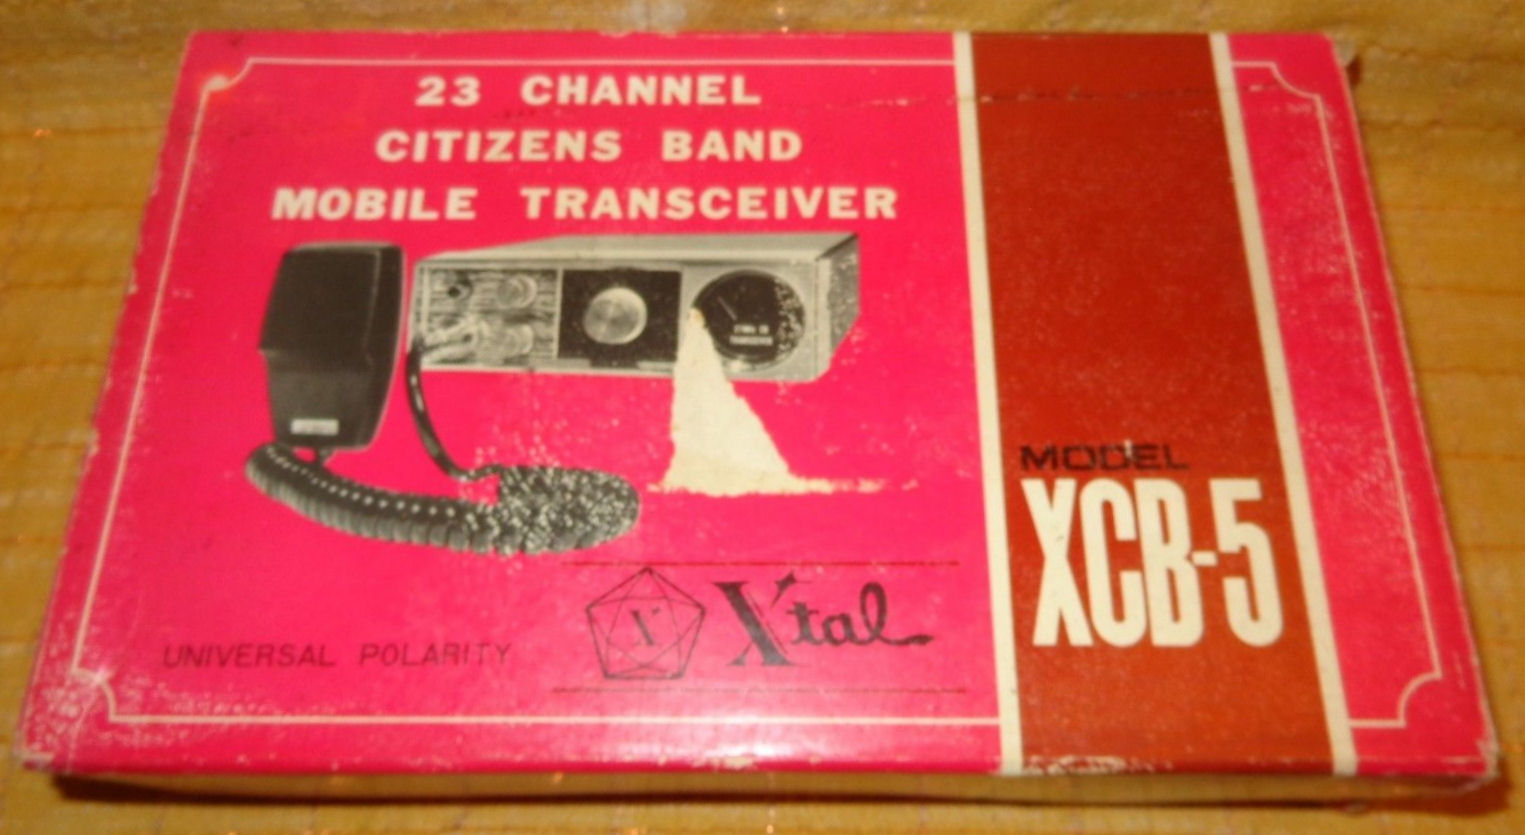 23 CHANNEL
CITIZENS BAND
MOBILE TRANSCEIVER
MODEL
XCB-5
X
Xtal
UNIVERSAL POLARITY